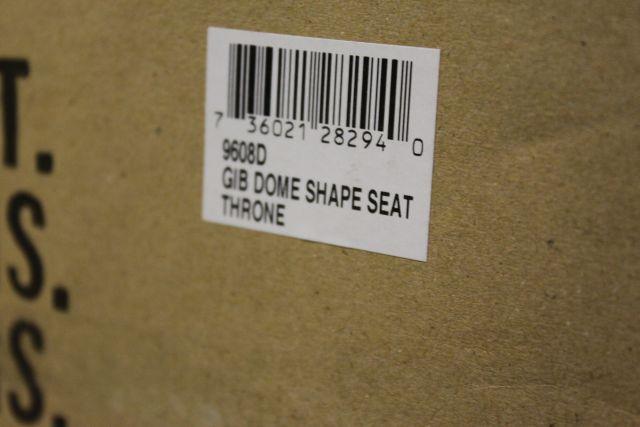 T.
S.
S.
7 36021 28294 0
9608D
GIB DOME SHAPE SEAT
THRONE